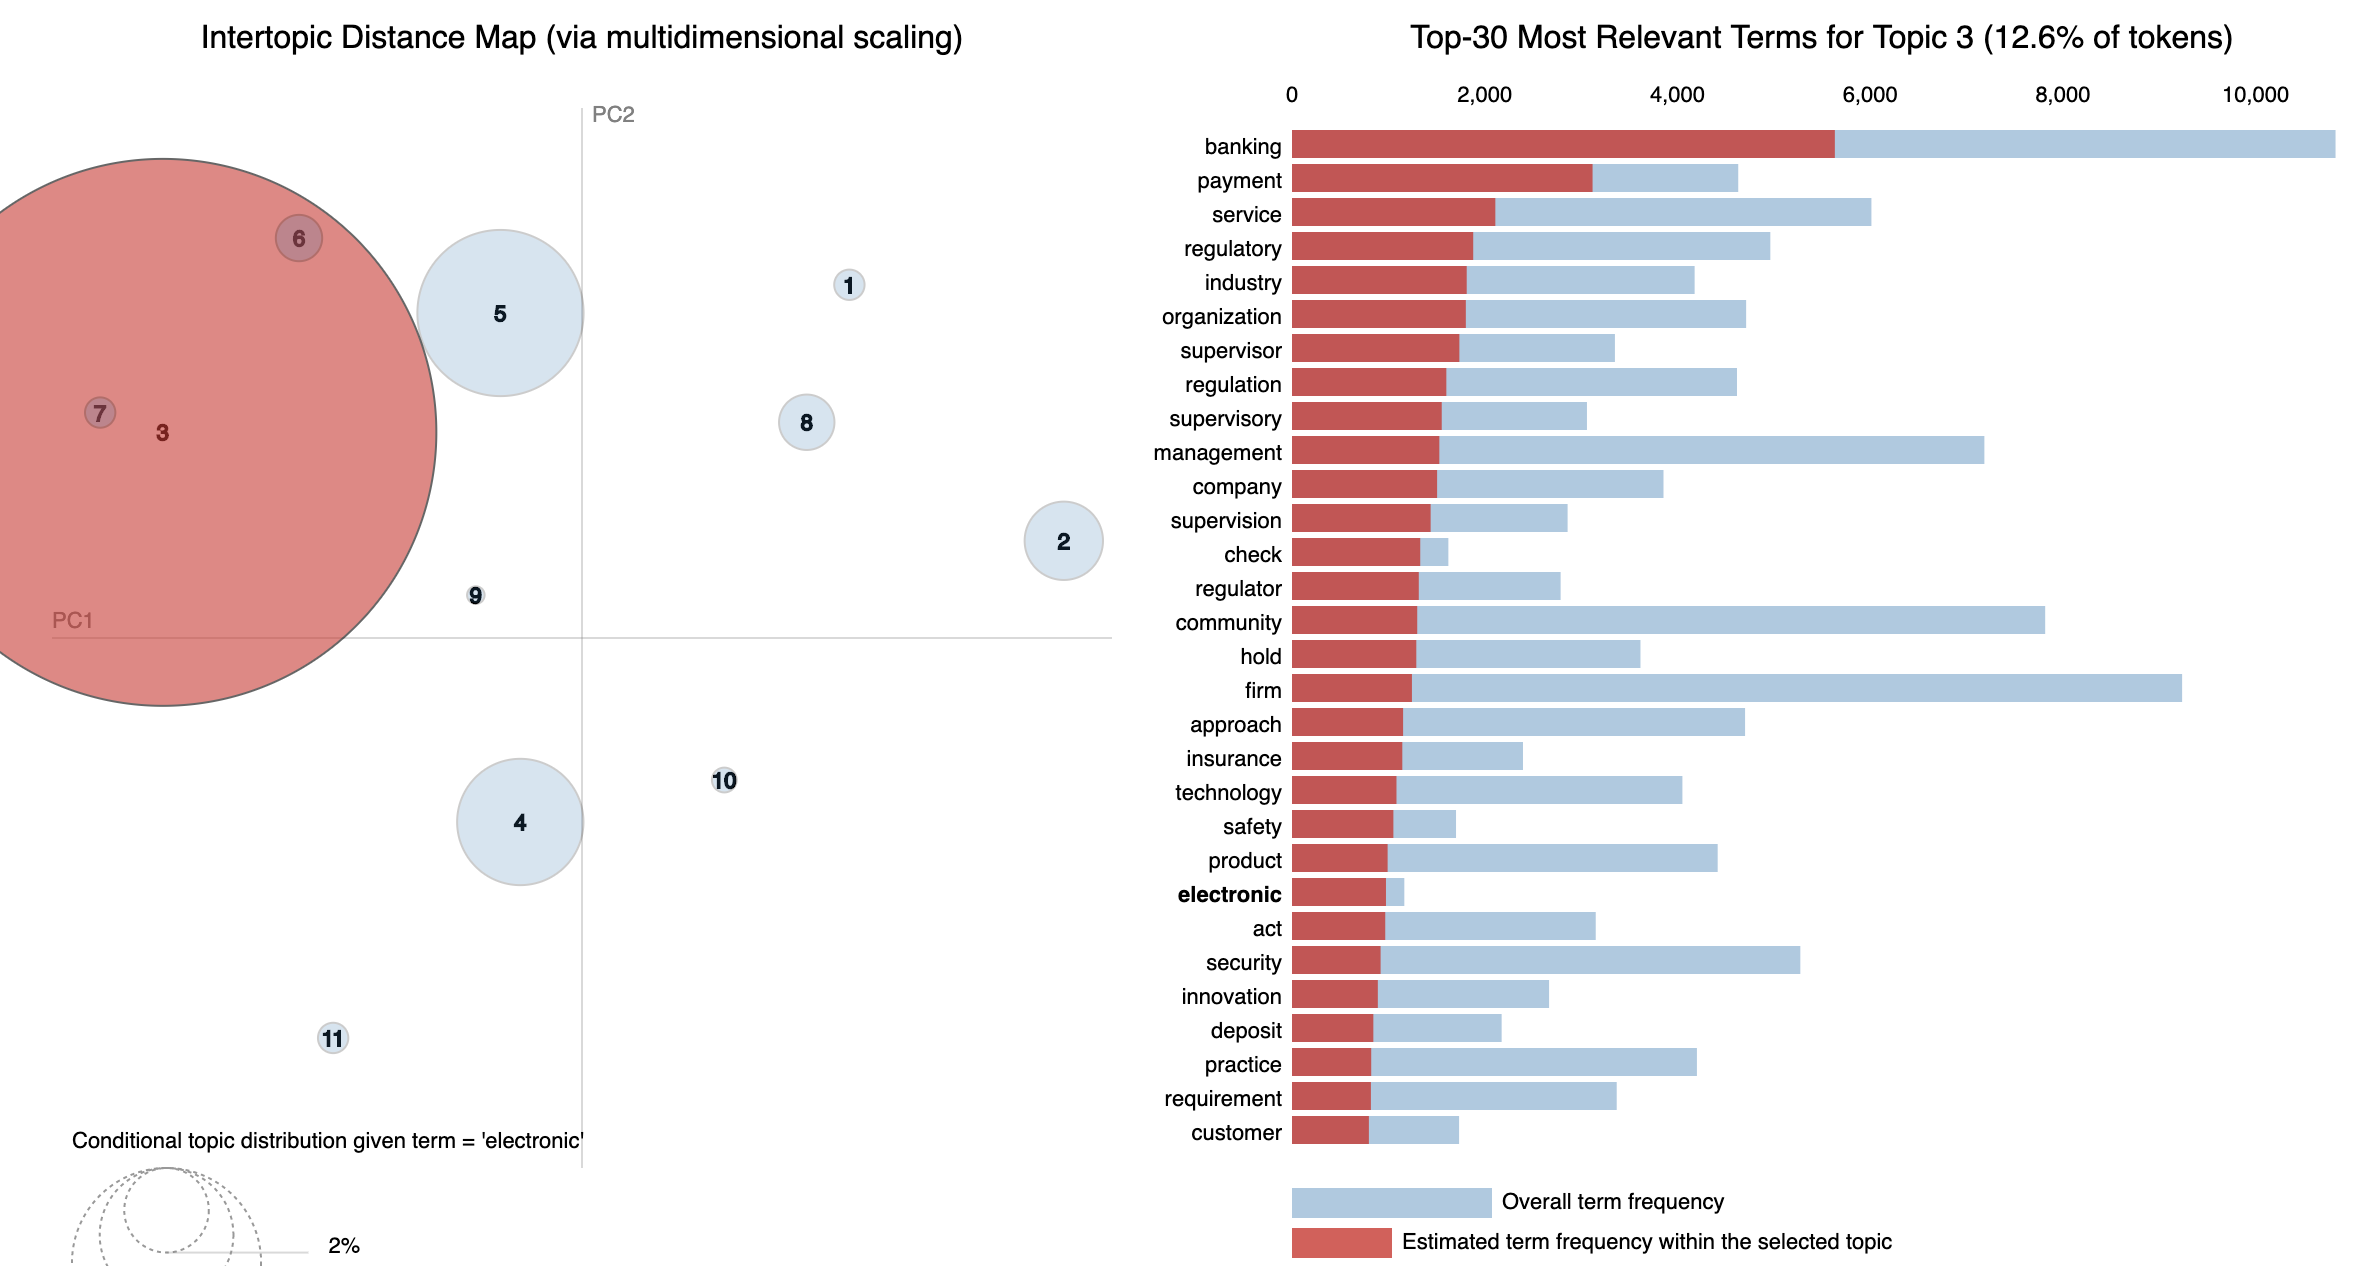 Intertopic Distance Map (via multidimensional scaling)
PC2
6
5
1
7
3
8
2
9
PC1
10
4
11
Conditional topic distribution given term = 'electronic'
2%
Top-30 Most Relevant Terms for Topic 3 (12.6% of tokens)
0 2,000 4,000 6,000 8,000 10,000
banking
payment
service
regulatory
industry
organization
supervisor
regulation
supervisory
management
company
supervision
check
regulator
community
hold
firm
approach
insurance
technology
safety
product
electronic
act
security
innovation
deposit
practice
requirement
customer
Overall term frequency
Estimated term frequency within the selected topic